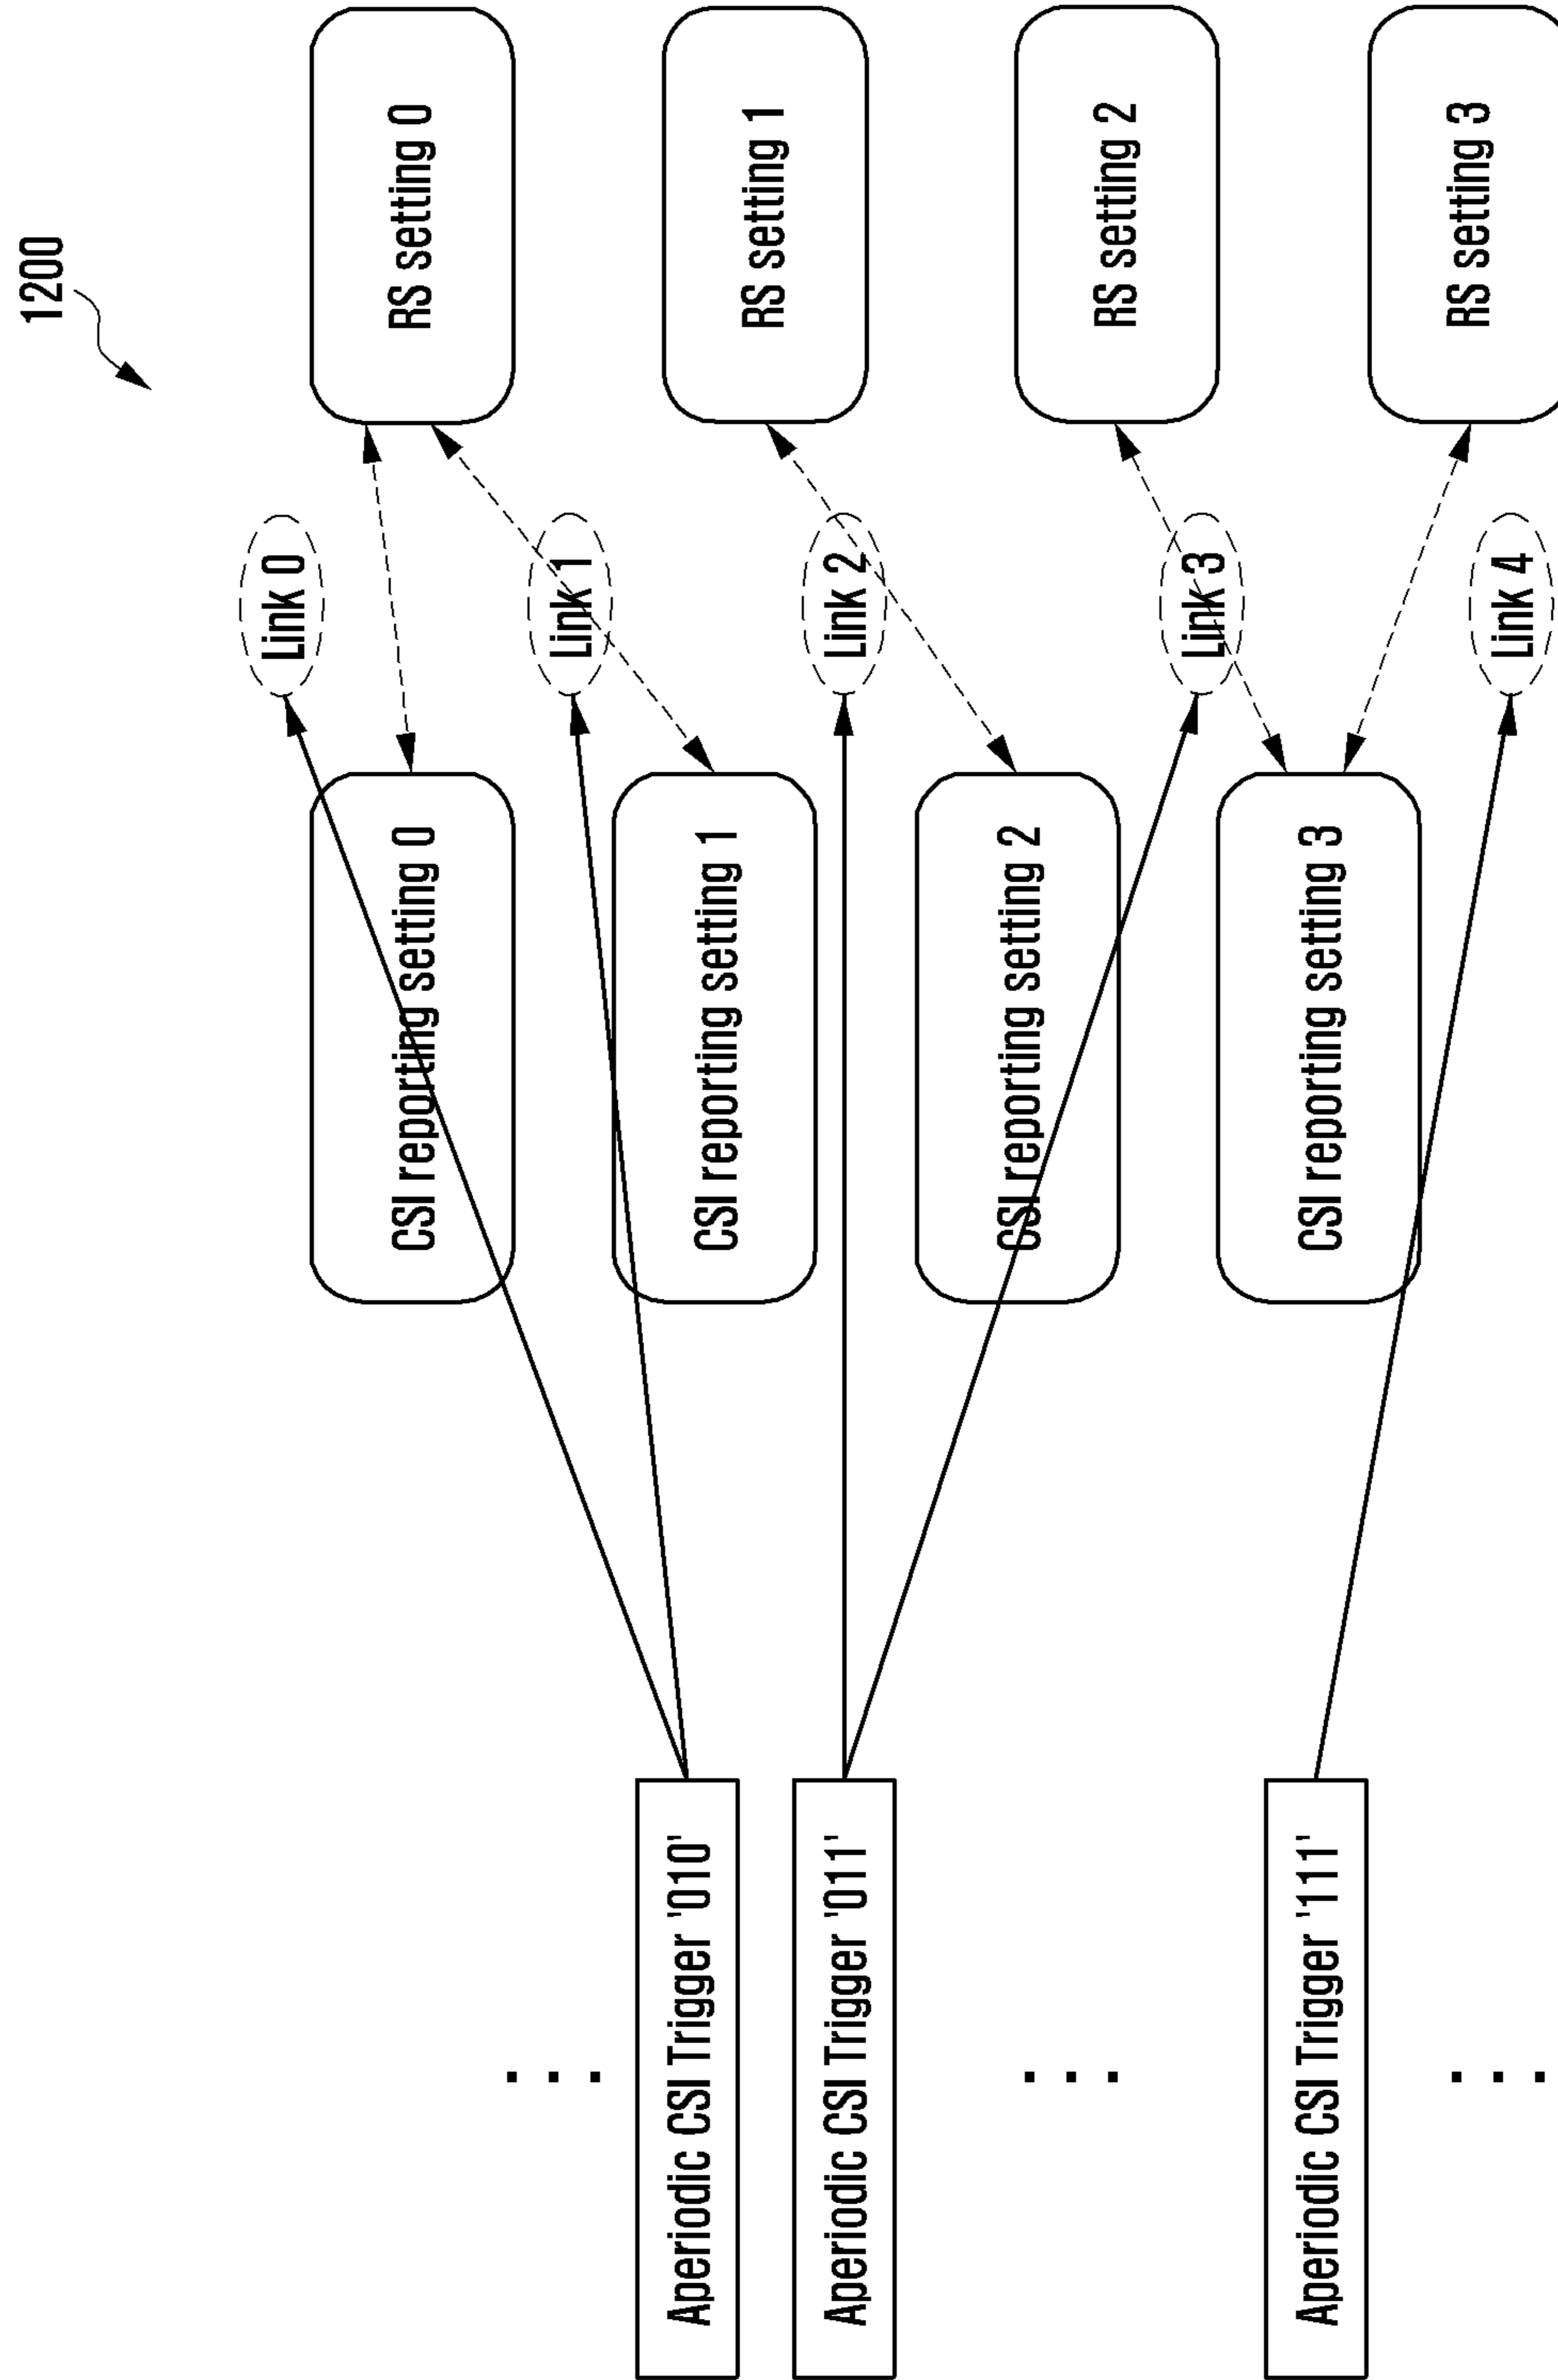 1200
Aperiodic CSI Trigger '010'
Aperiodic CSI Trigger '011'
Aperiodic CSI Trigger '111'
CSI reporting setting 0
CSI reporting setting 1
CSI reporting setting 2
CSI reporting setting 3
Link 0
Link 1
Link 2
Link 3
Link 4
RS setting 0
RS setting 1
RS setting 2
RS setting 3